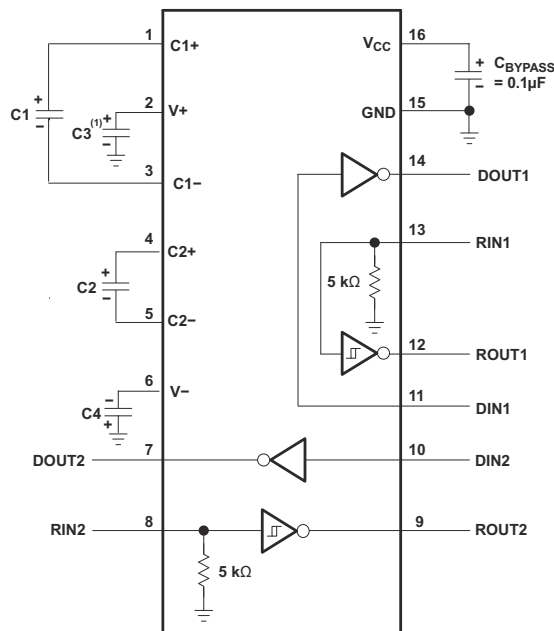 1
C1+
VCC
16
+
CBYPASS
–
= 0.1µF
+
C1
–
2
V+
+
C3(1)
–
GND
15
3
C1–
14
DOUT1
13
RIN1
4
C2+
+
C2
–
5 kΩ
5
C2–
12
ROUT1
6
V–
–
C4
+
11
DIN1
DOUT2
7
10
DIN2
RIN2
8
9
ROUT2
5 kΩ